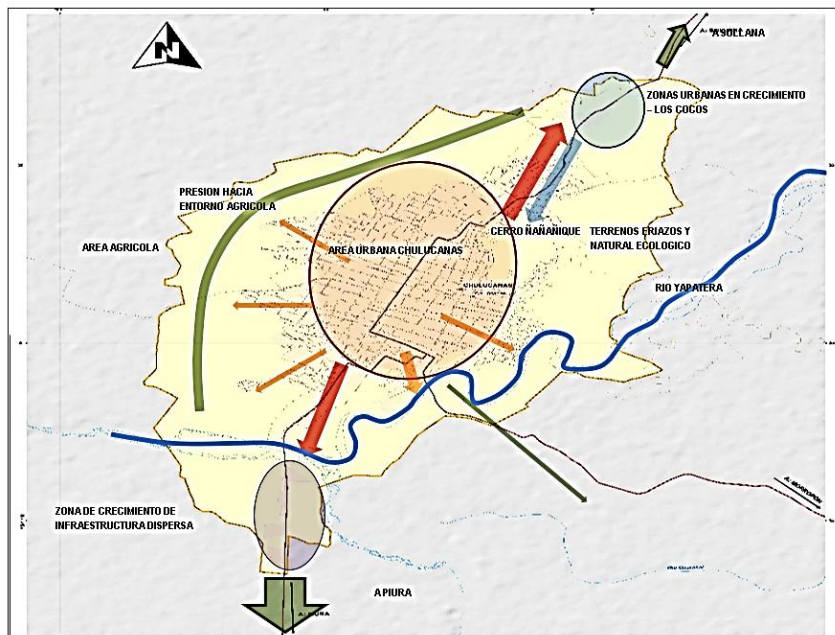 N
A SULLANA
ZONAS URBANAS EN CRECIMIENTO
– LOS COCOS
PRESION HACIA
ENTORNO AGRICOLA
AREA AGRICOLA
AREA URBANA CHULUCANAS
CERRO ÑAÑAÑIQUE
TERRENOS ERIAZOS Y
NATURAL ECOLOGICO
CHULUCANAS
RIO YAPATERA
A. MORROPÓN
ZONA DE CRECIMIENTO DE
INFRAESTRUCTURA DISPERSA
A PIURA